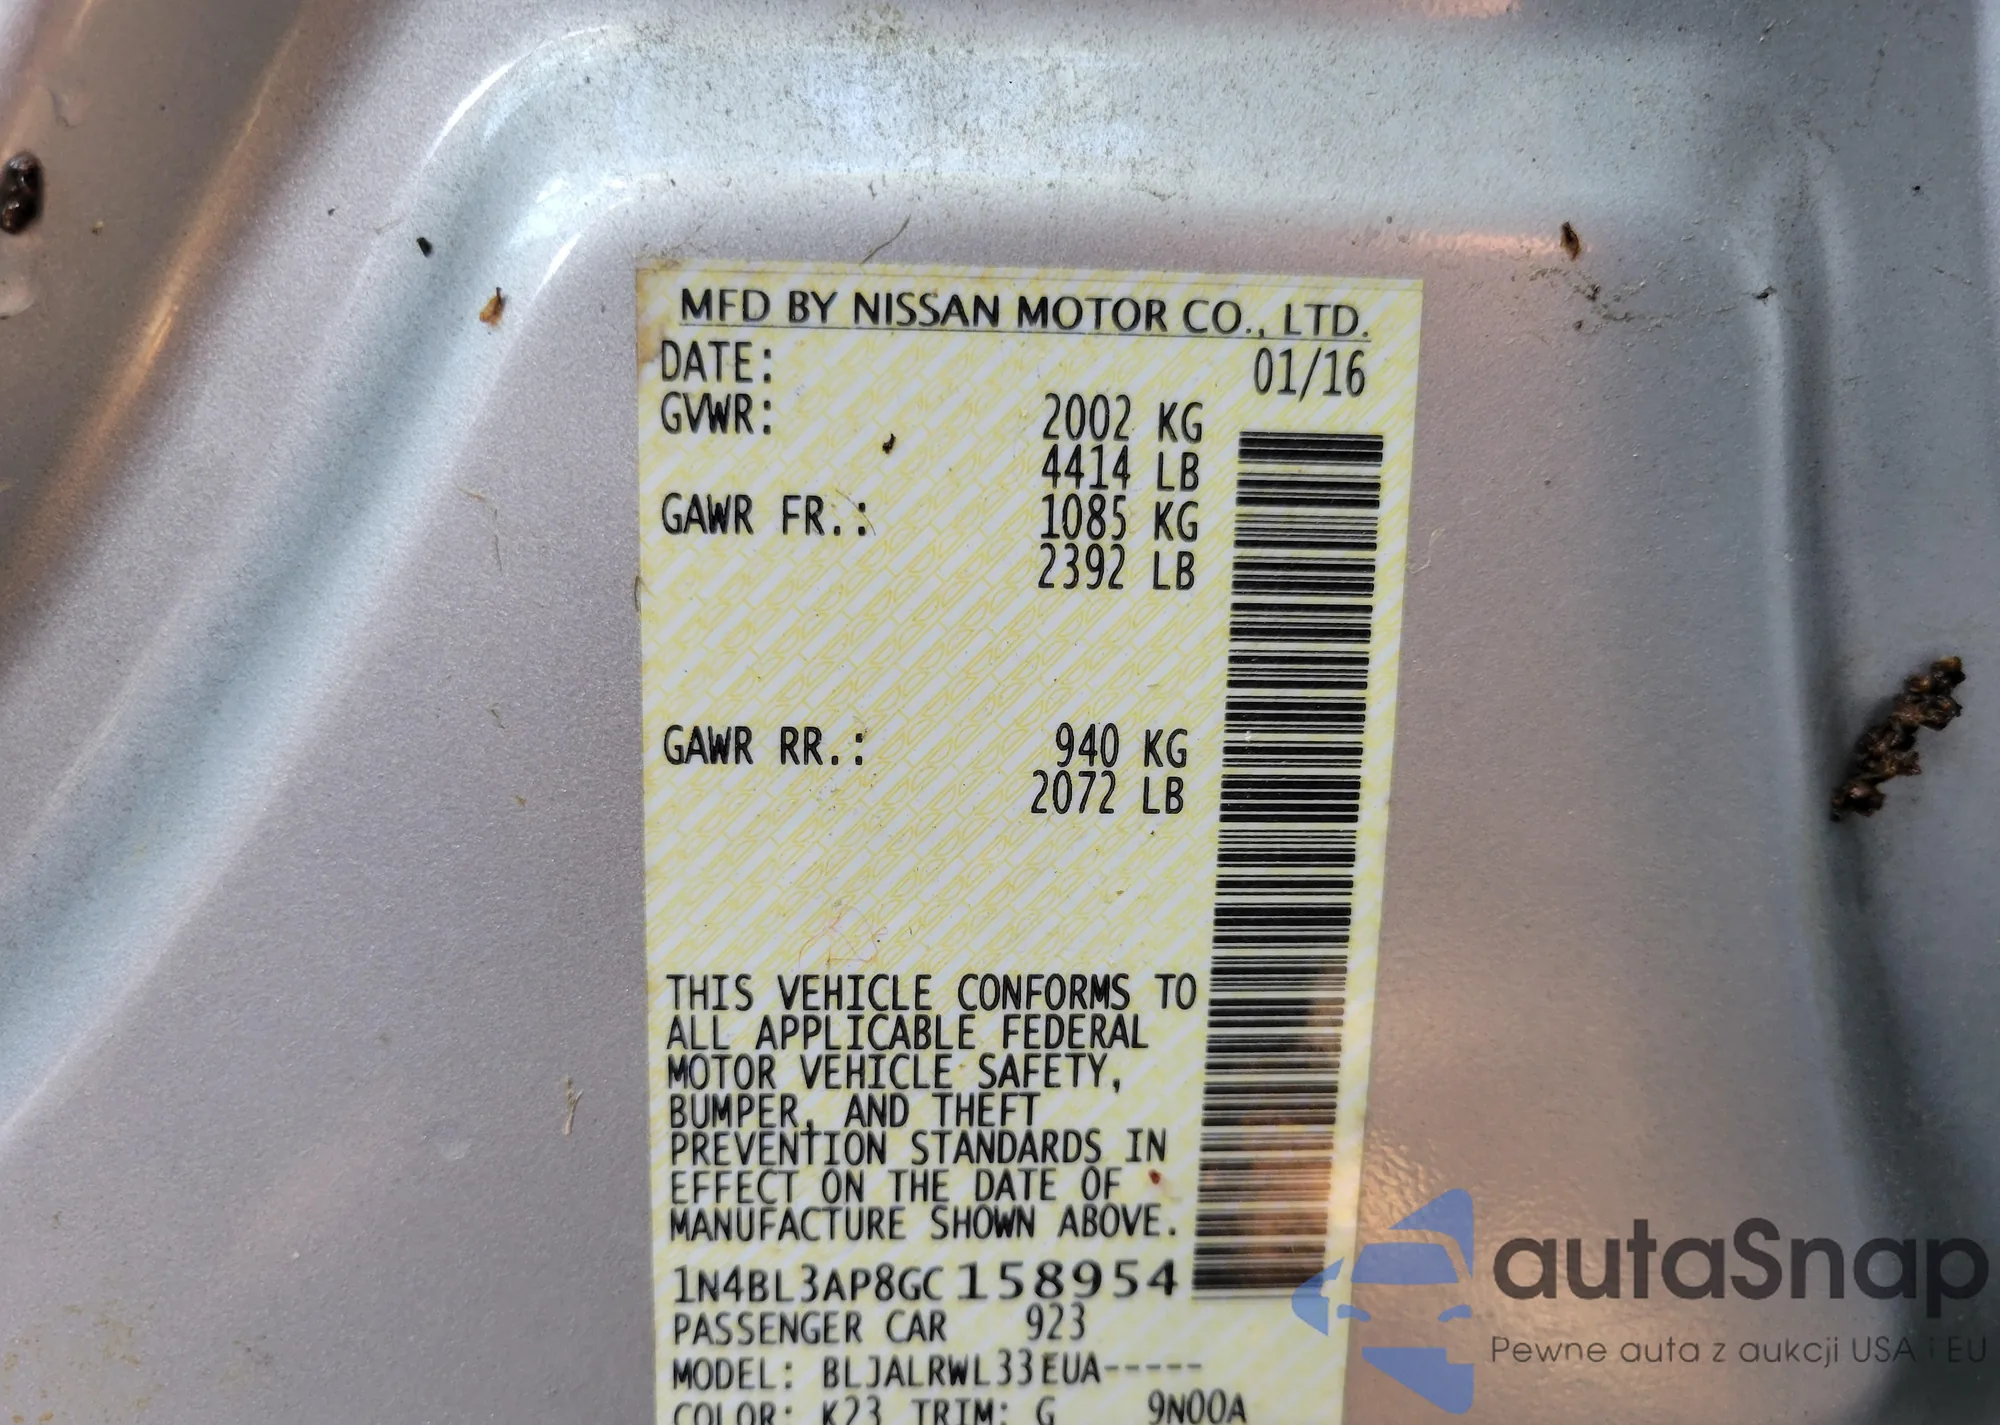 MFD BY NISSAN MOTOR CO., LTD.
DATE: 01/16
GVWR: 2002 KG
4414 LB
GAWR FR.: 1085 KG
2392 LB
GAWR RR.: 940 KG
2072 LB
THIS VEHICLE CONFORMS TO
ALL APPLICABLE FEDERAL
MOTOR VEHICLE SAFETY,
BUMPER, AND THEFT
PREVENTION STANDARDS IN
EFFECT ON THE DATE OF
MANUFACTURE SHOWN ABOVE.
1N4BL3AP8GC158954
PASSENGER CAR 923
MODEL: BLJALRWL33EUA-----
COLOR: K23 TRIM: G 9N00A
autaSnap
Pewne auta z aukcji USA i EU